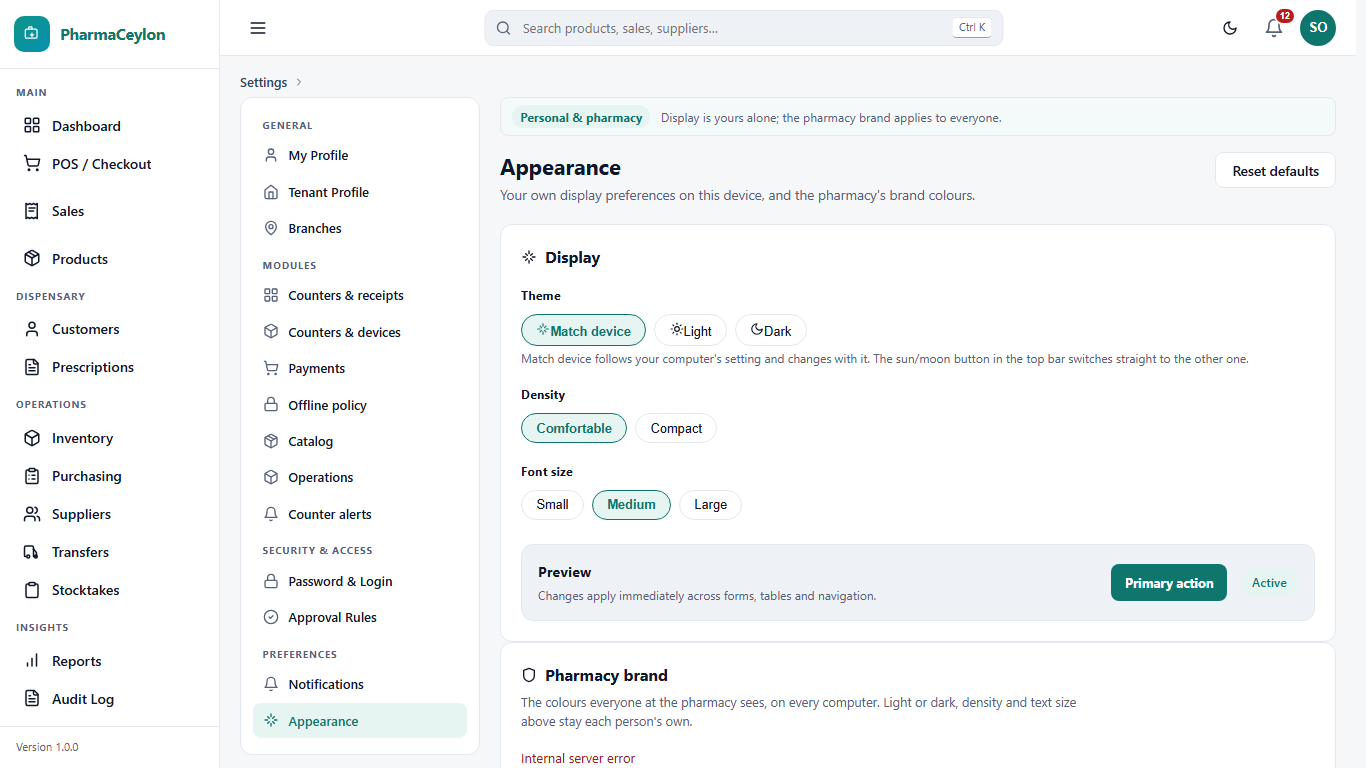 PharmaCeylon
Search products, sales, suppliers...
Ctrl K
12
SO
MAIN
Dashboard
POS / Checkout
Sales
Products
DISPENSARY
Customers
Prescriptions
OPERATIONS
Inventory
Purchasing
Suppliers
Transfers
Stocktakes
INSIGHTS
Reports
Audit Log
Version 1.0.0
Settings
GENERAL
My Profile
Tenant Profile
Branches
MODULES
Counters & receipts
Counters & devices
Payments
Offline policy
Catalog
Operations
Counter alerts
SECURITY & ACCESS
Password & Login
Approval Rules
PREFERENCES
Notifications
Appearance
Personal & pharmacy
Display is yours alone; the pharmacy brand applies to everyone.
Appearance
Your own display preferences on this device, and the pharmacy's brand colours.
Reset defaults
Display
Theme
Match device
Light
Dark
Match device follows your computer's setting and changes with it. The sun/moon button in the top bar switches straight to the other one.
Density
Comfortable
Compact
Font size
Small
Medium
Large
Preview
Changes apply immediately across forms, tables and navigation.
Primary action
Active
Pharmacy brand
The colours everyone at the pharmacy sees, on every computer. Light or dark, density and text size
above stay each person's own.
Internal server error